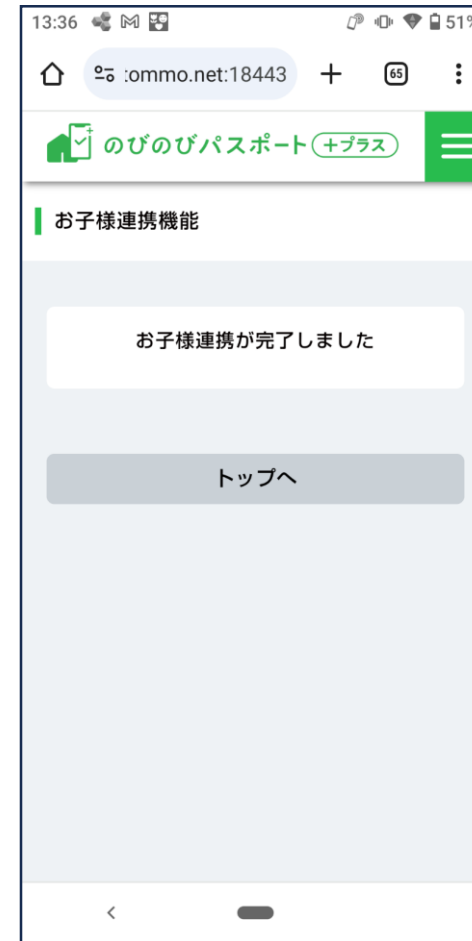 13:36 51%
:ommo.net:18443 65
のびのびパスポート +プラス
お子様連携機能
お子様連携が完了しました
トップへ